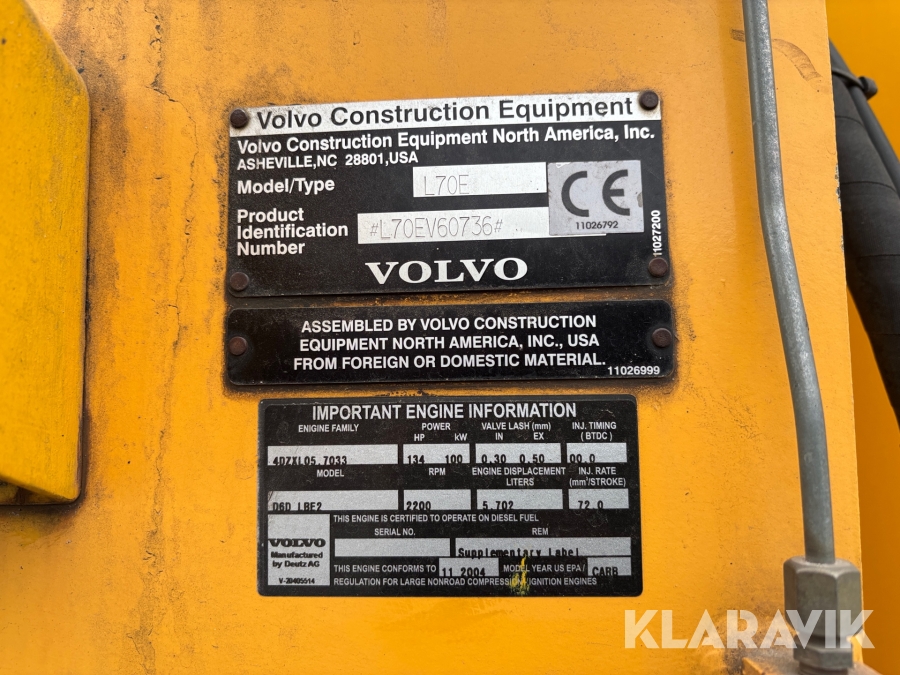 Volvo Construction Equipment
Volvo Construction Equipment North America, Inc.
ASHEVILLE,NC 28801,USA
Model/Type L70E
Product
Identification
Number
#L70EV60736#
CE
11026792
11027200
VOLVO
ASSEMBLED BY VOLVO CONSTRUCTION
EQUIPMENT NORTH AMERICA, INC., USA
FROM FOREIGN OR DOMESTIC MATERIAL.
11026999
IMPORTANT ENGINE INFORMATION
ENIGINE FAMILY POWER VALVE LASH (mm) INJ. TIMING
HP kW IN EX ( BTDC )
4DZXL05.7033 134 100 0.30 0.50 00.0
MODEL RPM ENGINE DISPLACEMENT INJ. RATE
LITERS (mm³/STROKE)
D6D LBE2 2200 5.702 72.0
THIS ENGINE IS CERTIFIED TO OPERATE ON DIESEL FUEL
SERIAL NO. REM
VOLVO
Manufactured
by Deutz AG
V-20405514
Supplementary Label
THIS ENGINE CONFORMS TO 11.2004 MODEL YEAR US EPA / CARB
REGULATION FOR LARGE NONROAD COMPRESSION IGNITION ENGINES
KLARAVIK